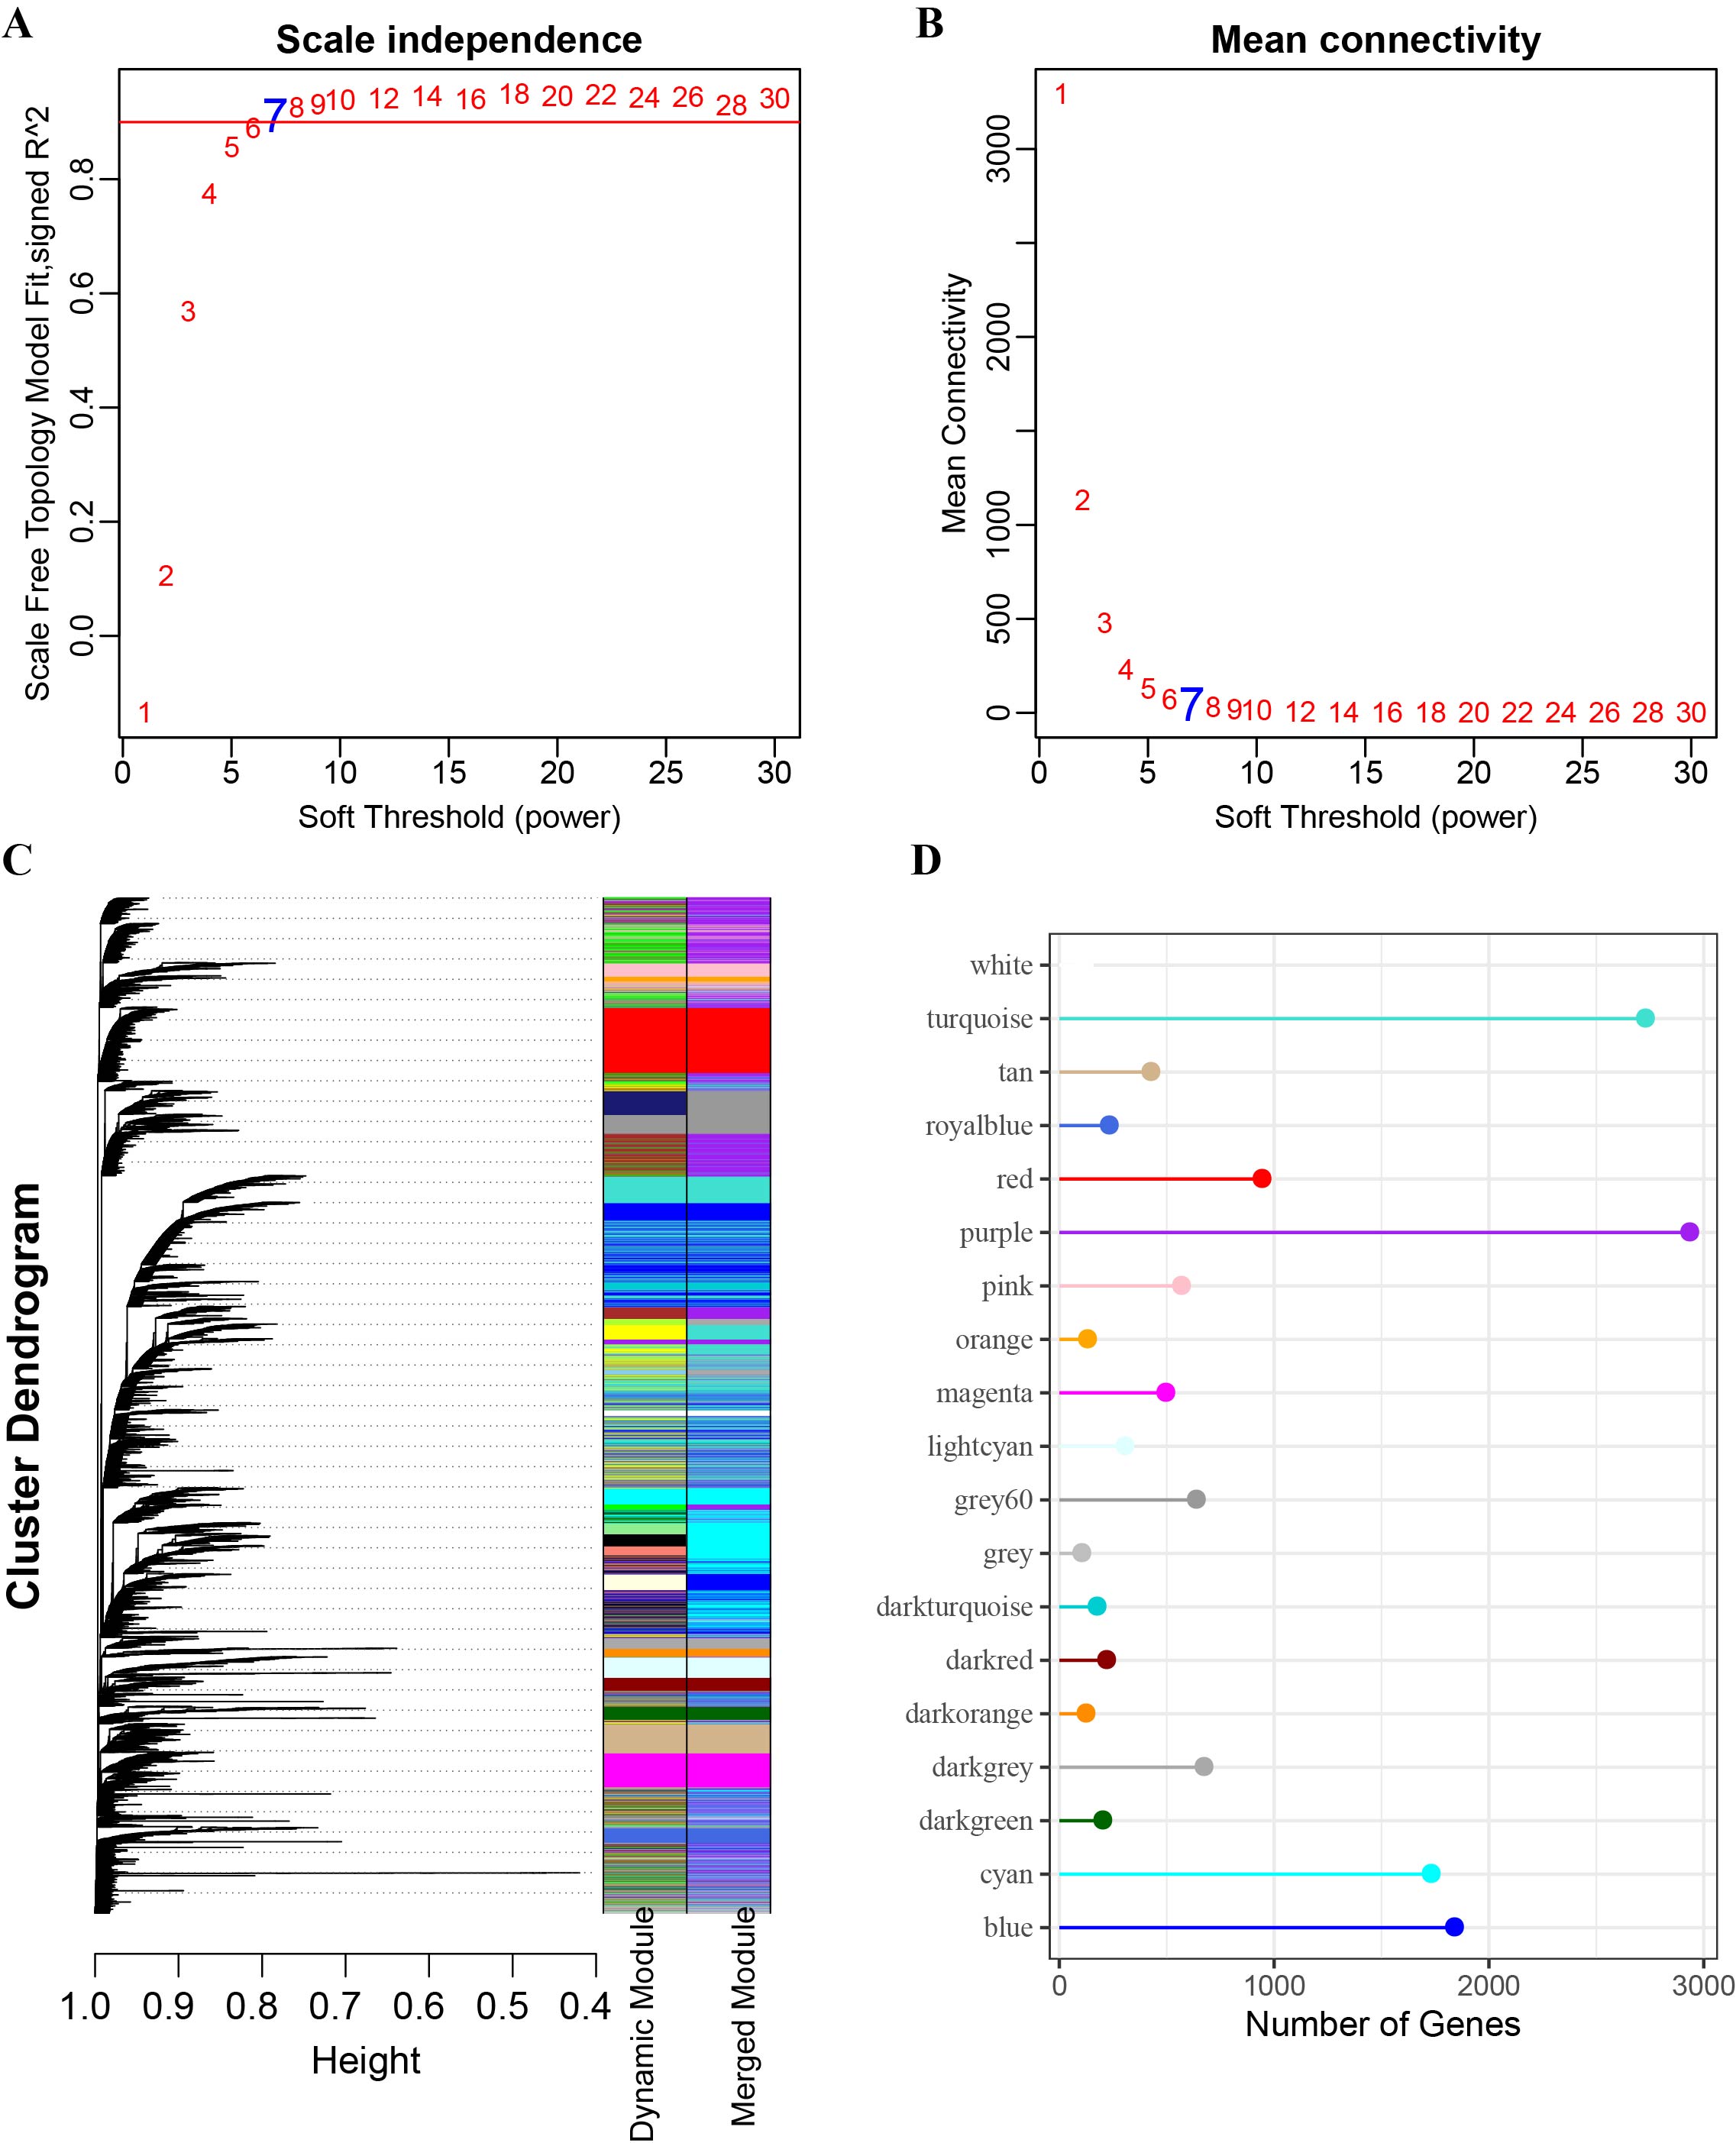 A
Scale independence
Scale Free Topology Model Fit,signed R^2
0.8
0.6
0.4
0.2
0.0
1
2
3
4
5
6
7
8
9
10
12
14
16
18
20
22
24
26
28
30
0 5 10 15 20 25 30
Soft Threshold (power)
B
Mean connectivity
Mean Connectivity
3000
2000
1000
500
0
1
2
3
4
5
6
7
8
9
10
12
14
16
18
20
22
24
26
28
30
0 5 10 15 20 25 30
Soft Threshold (power)
C
Cluster Dendrogram
1.0 0.9 0.8 0.7 0.6 0.5 0.4
Height
Dynamic Module
Merged Module
D
white
turquoise
tan
royalblue
red
purple
pink
orange
magenta
lightcyan
grey60
grey
darkturquoise
darkred
darkorange
darkgrey
darkgreen
cyan
blue
0 1000 2000 3000
Number of Genes